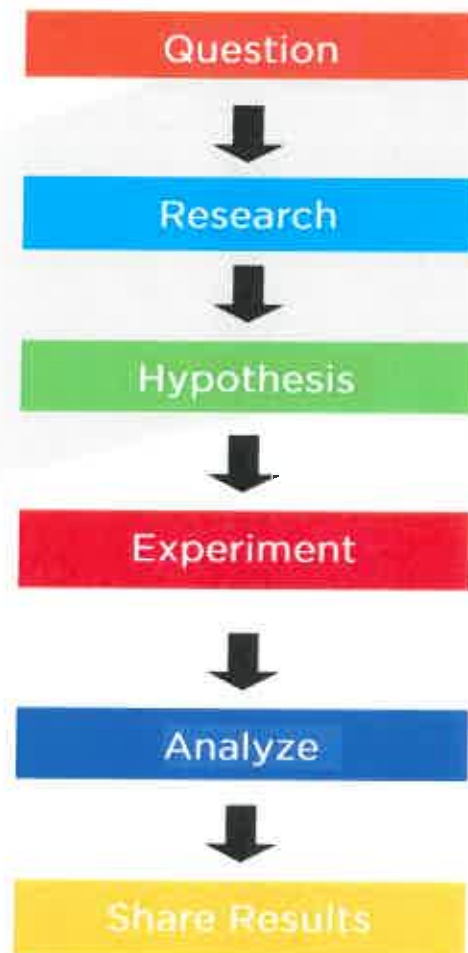 Question
Research
Hypothesis
Experiment
Analyze
Share Results